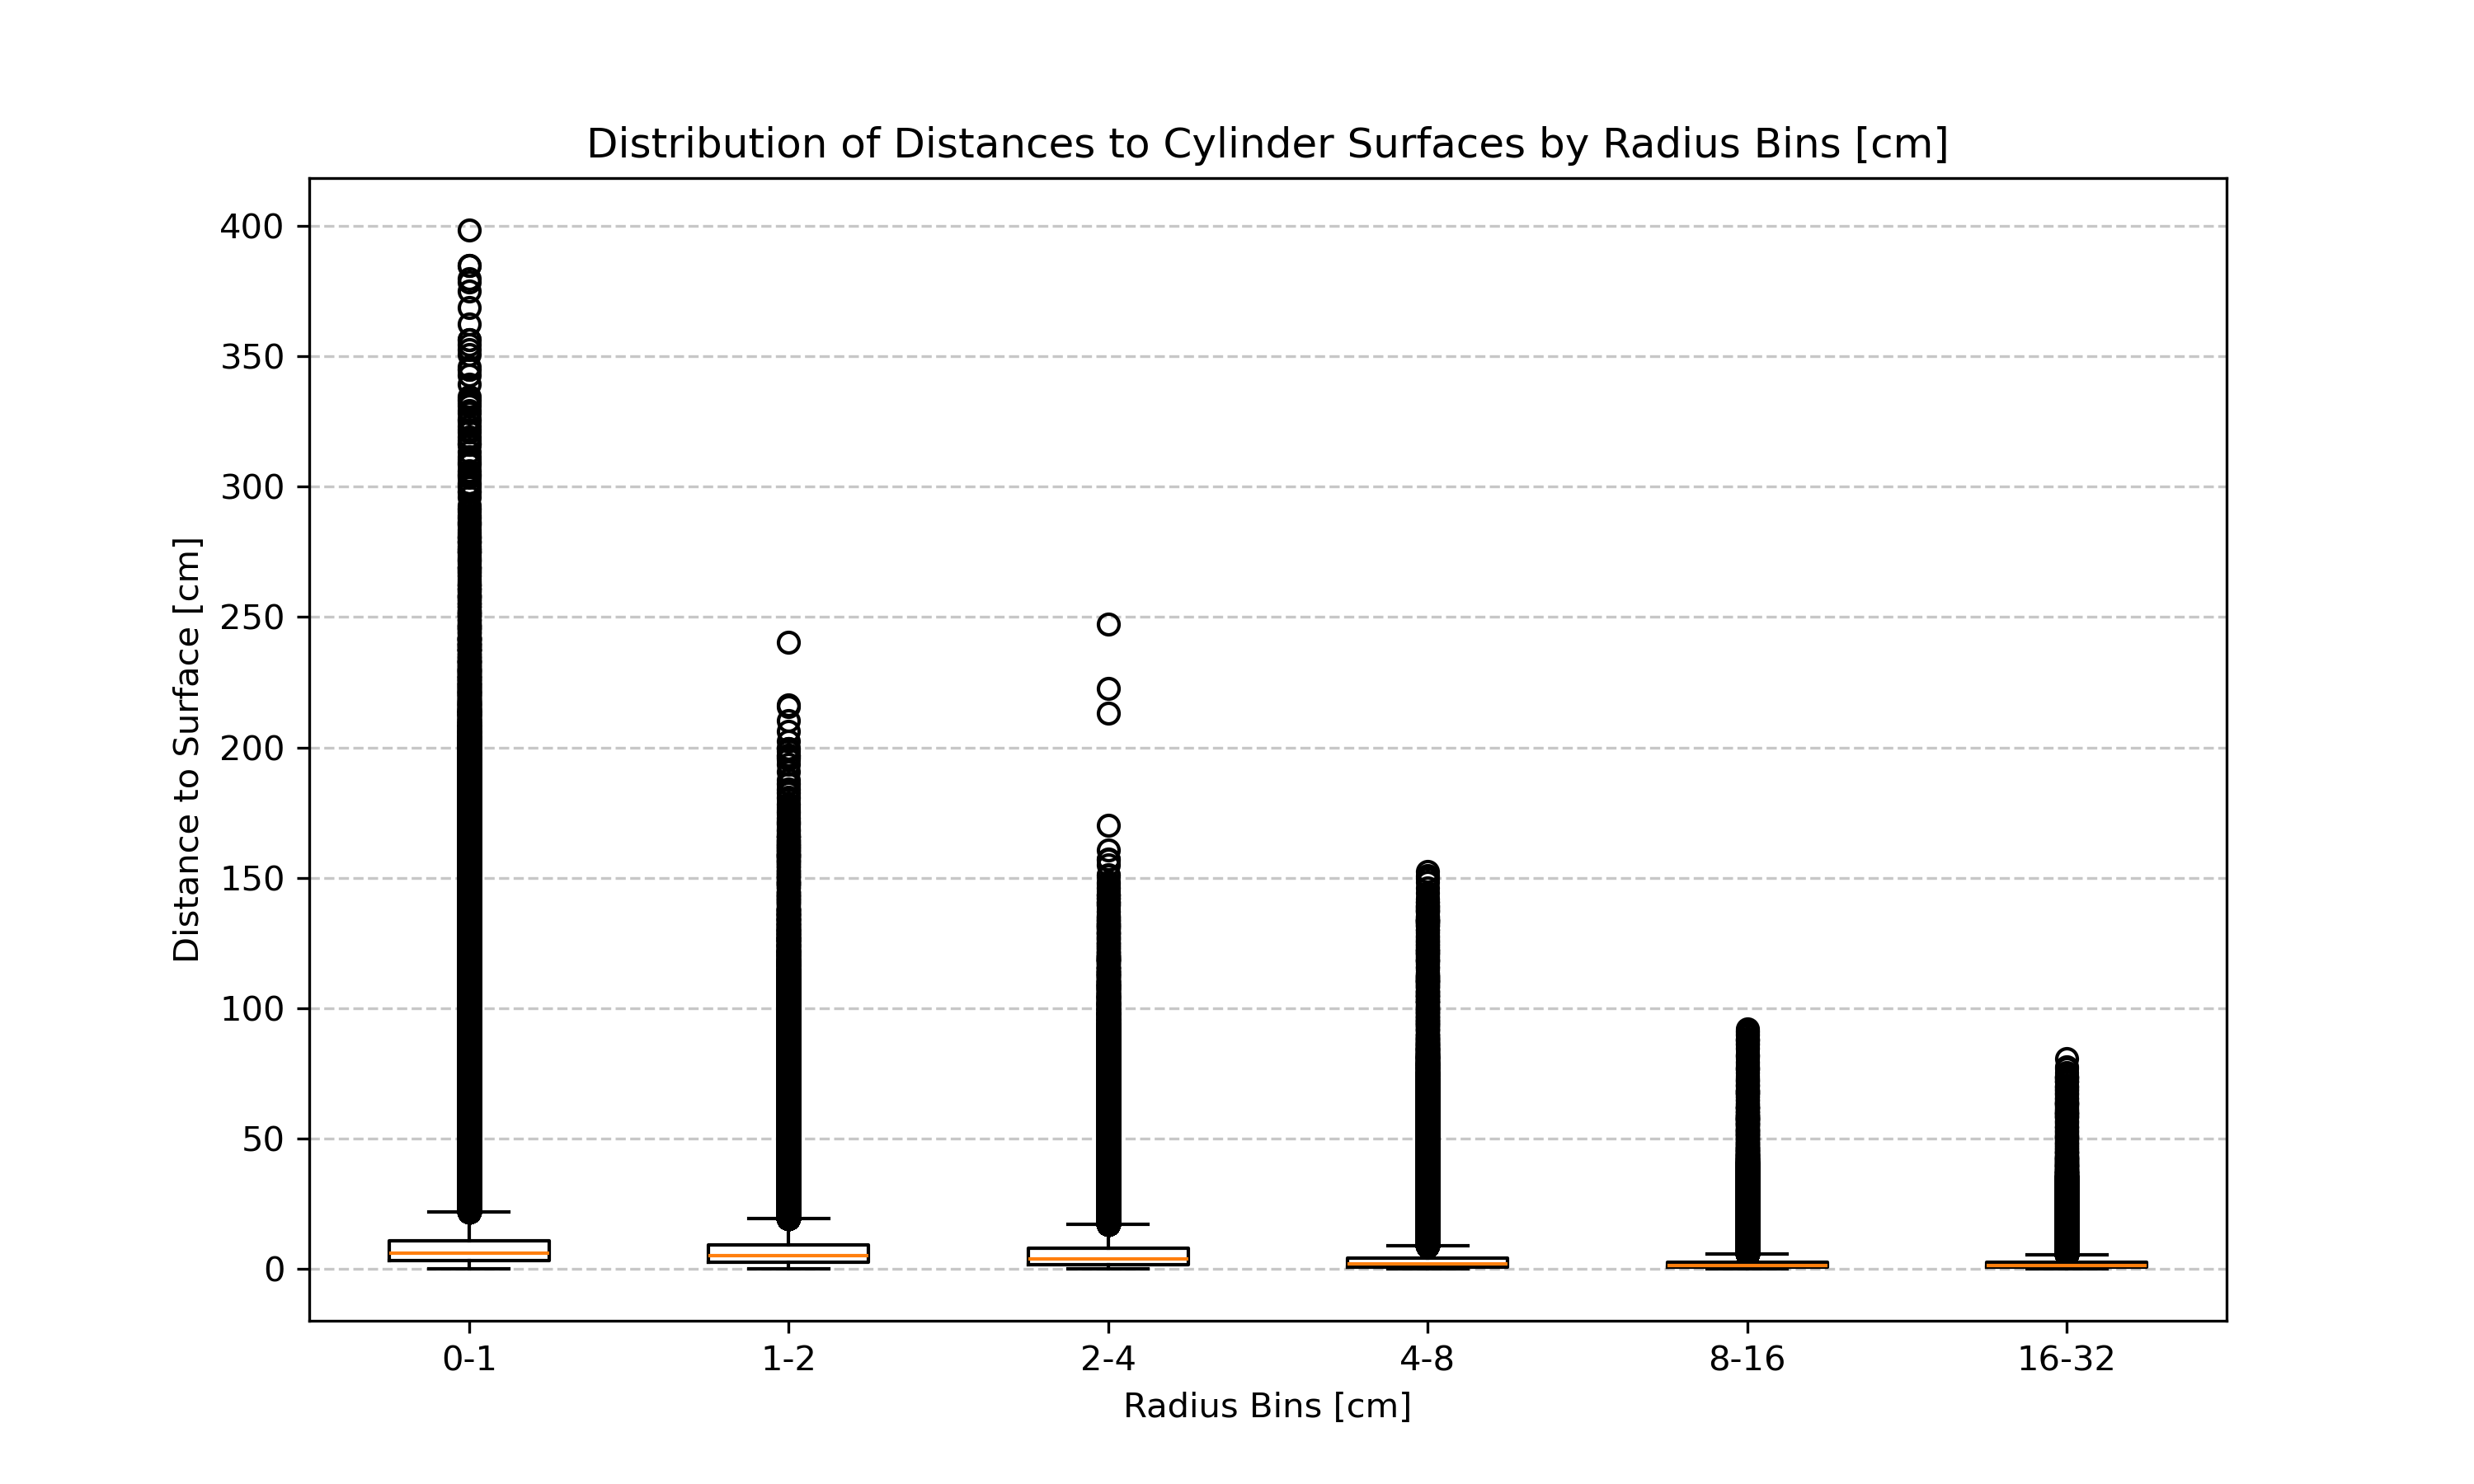 Distribution of Distances to Cylinder Surfaces by Radius Bins [cm]
400
350
300
250
200
150
100
50
0
Distance to Surface [cm]
0-1 1-2 2-4 4-8 8-16 16-32
Radius Bins [cm]